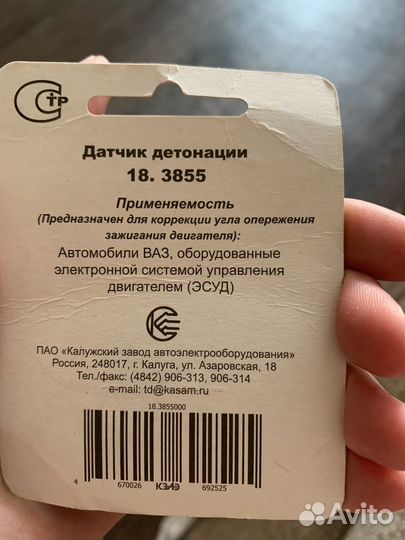 СТР
Датчик детонации
18. 3855
Применяемость
(Предназначен для коррекции угла опережения
зажигания двигателя):
Автомобили ВАЗ, оборудованные
электронной системой управления
двигателем (ЭСУД)
ПАО «Калужский завод автоэлектрооборудования»
Россия, 248017, г. Калуга, ул. Азаровская, 18
Тел./факс: (4842) 906-313, 906-314
e-mail: td@kasam.ru
18.3855000
4 670026 КЗАЭ 692525
Avito